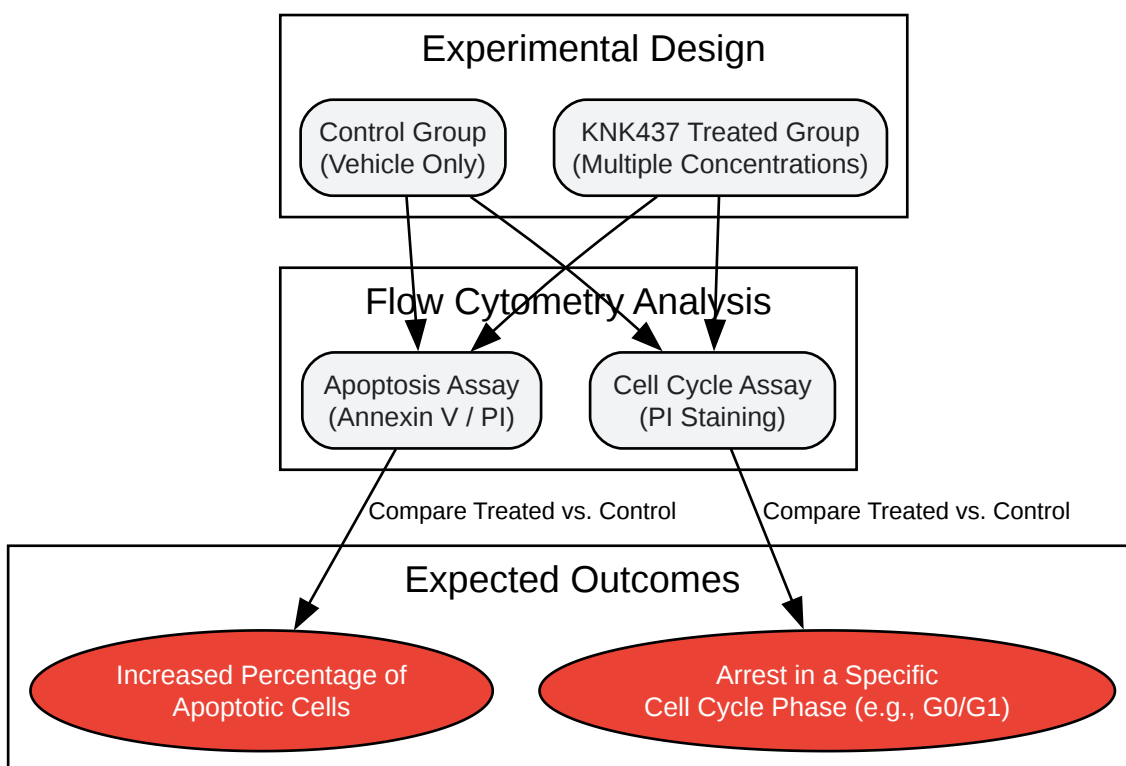 Experimental Design
Control Group
(Vehicle Only)
KNK437 Treated Group
(Multiple Concentrations)
Flow Cytometry Analysis
Apoptosis Assay
(Annexin V / PI)
Cell Cycle Assay
(PI Staining)
Compare Treated vs. Control
Compare Treated vs. Control
Expected Outcomes
Increased Percentage of
Apoptotic Cells
Arrest in a Specific
Cell Cycle Phase (e.g., G0/G1)